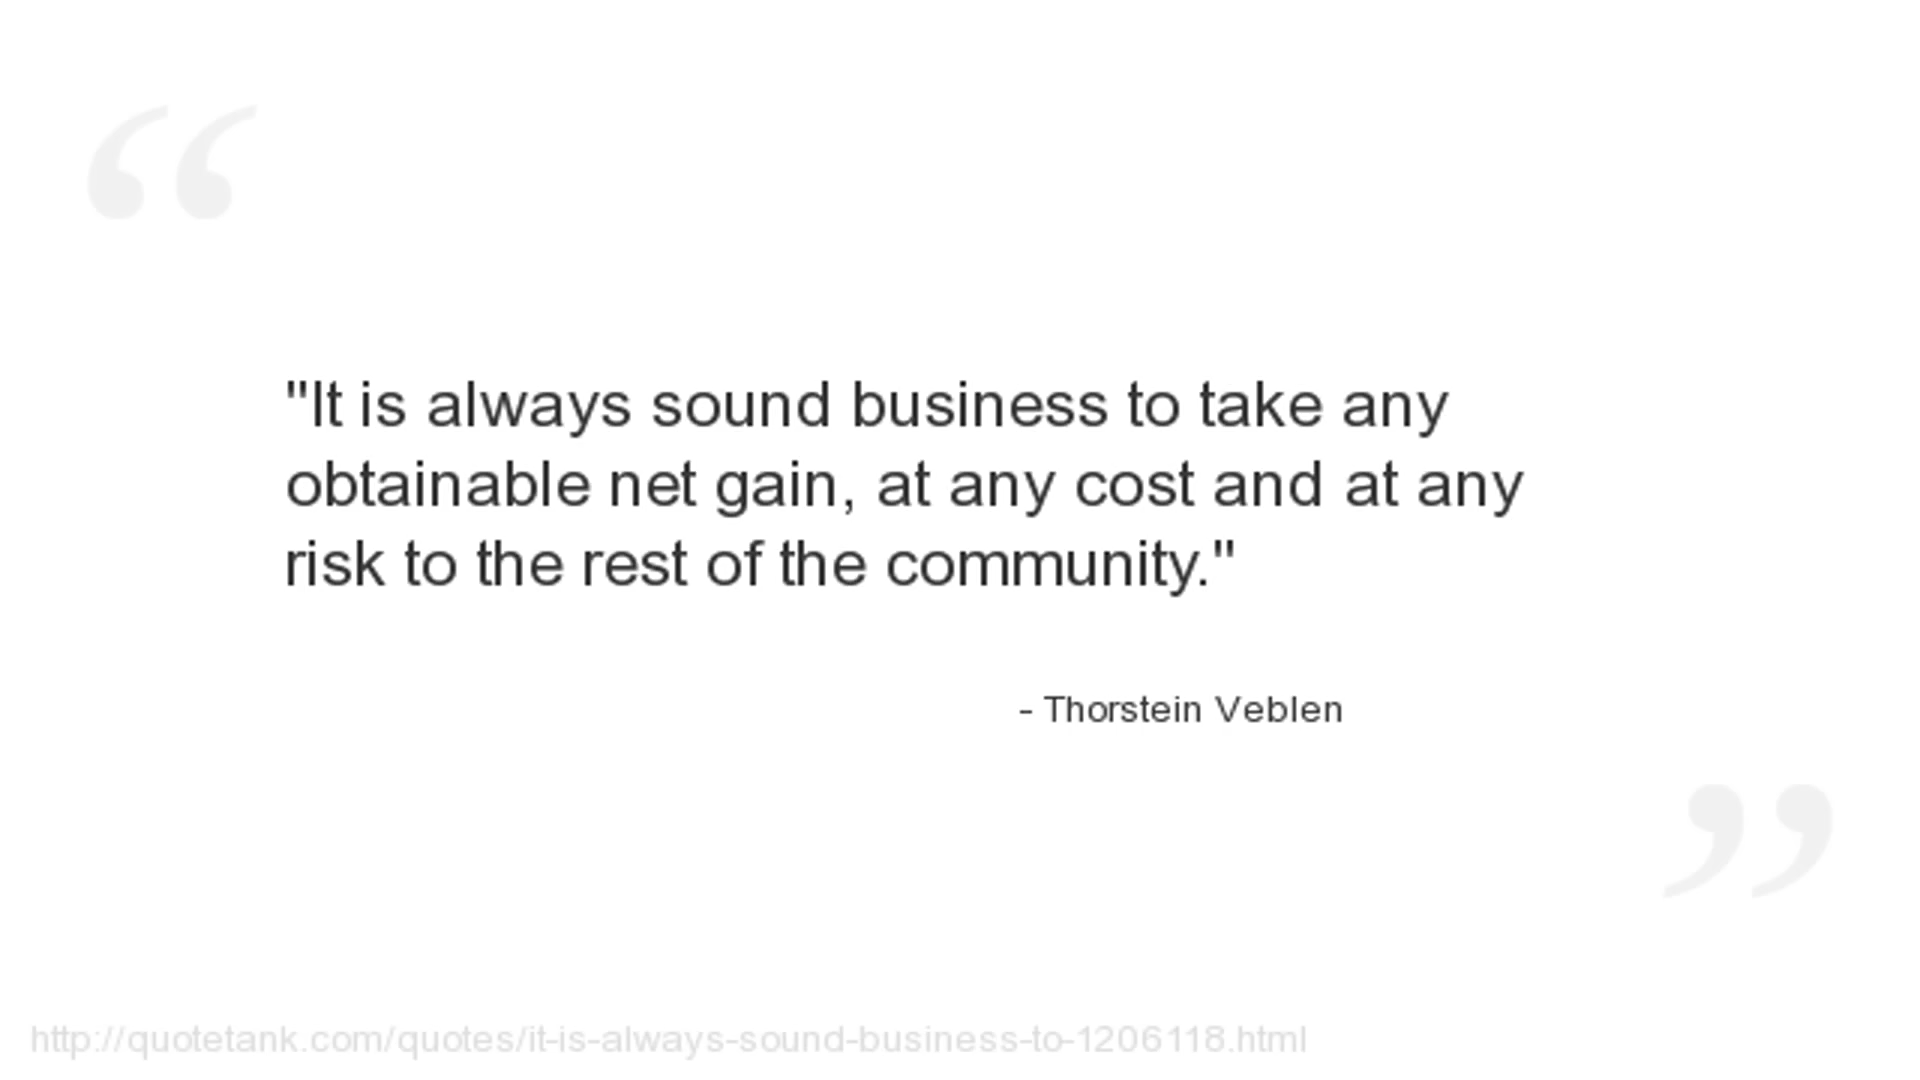 "It is always sound business to take any
obtainable net gain, at any cost and at any
risk to the rest of the community."
- Thorstein Veblen
http://quotetank.com/quotes/it-is-always-sound-business-to-1206118.html